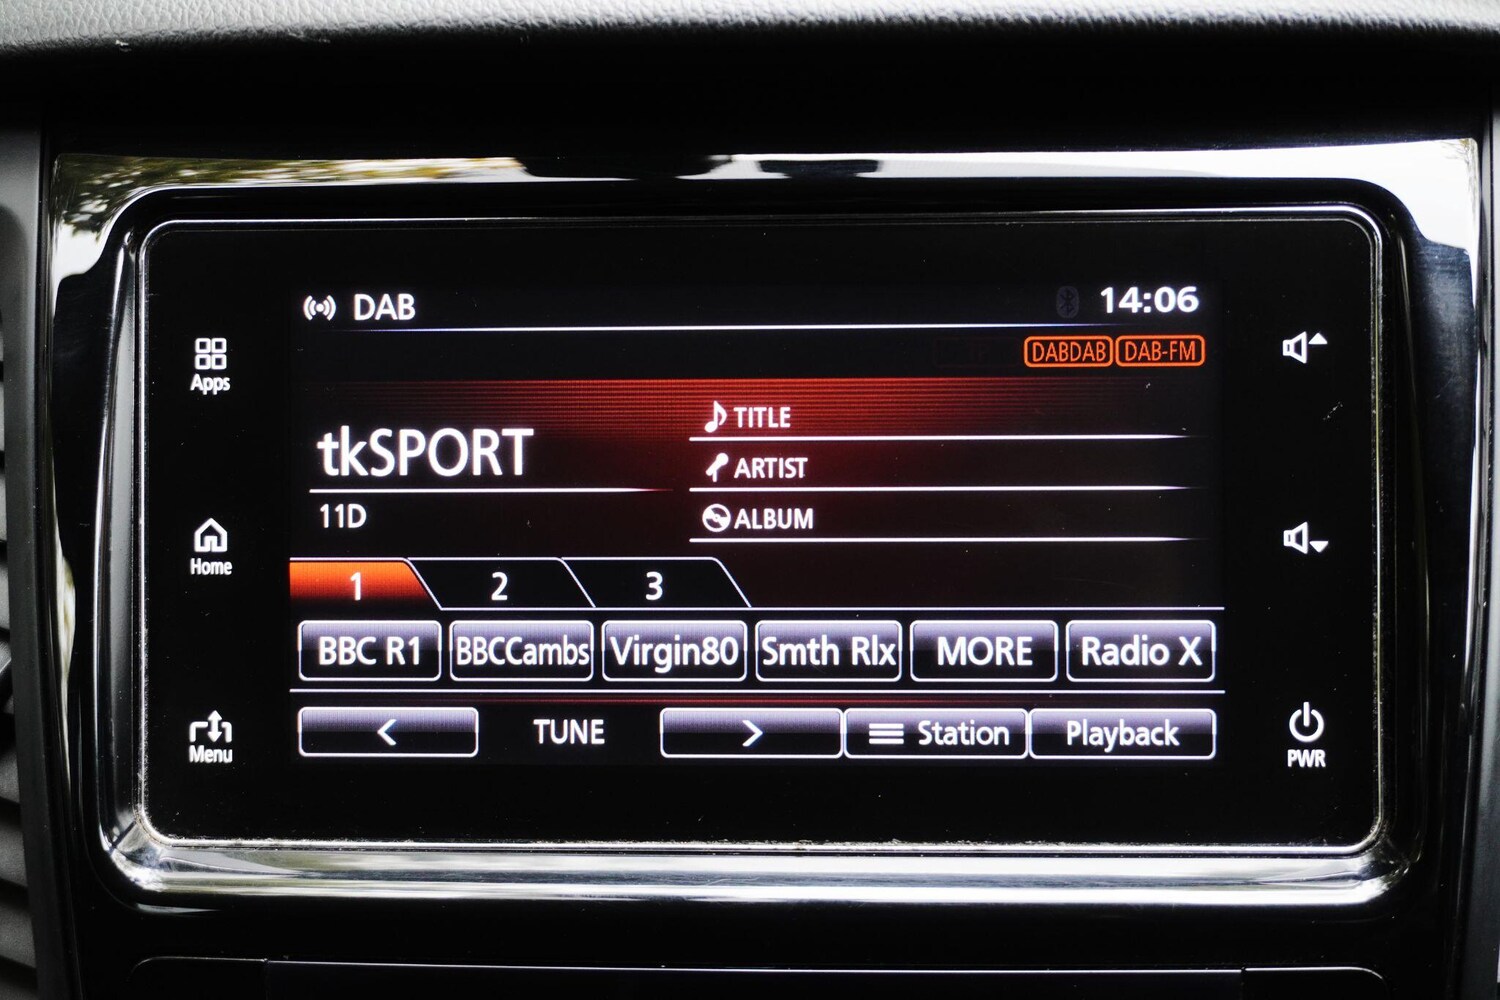 DAB
14:06
DABDAB DAB-FM
Apps
TITLE
tkSPORT
ARTIST
11D
ALBUM
Home
1 2 3
BBC R1 BBCCambs Virgin80 Smth Rlx MORE Radio X
Menu
< TUNE > Station Playback
PWR